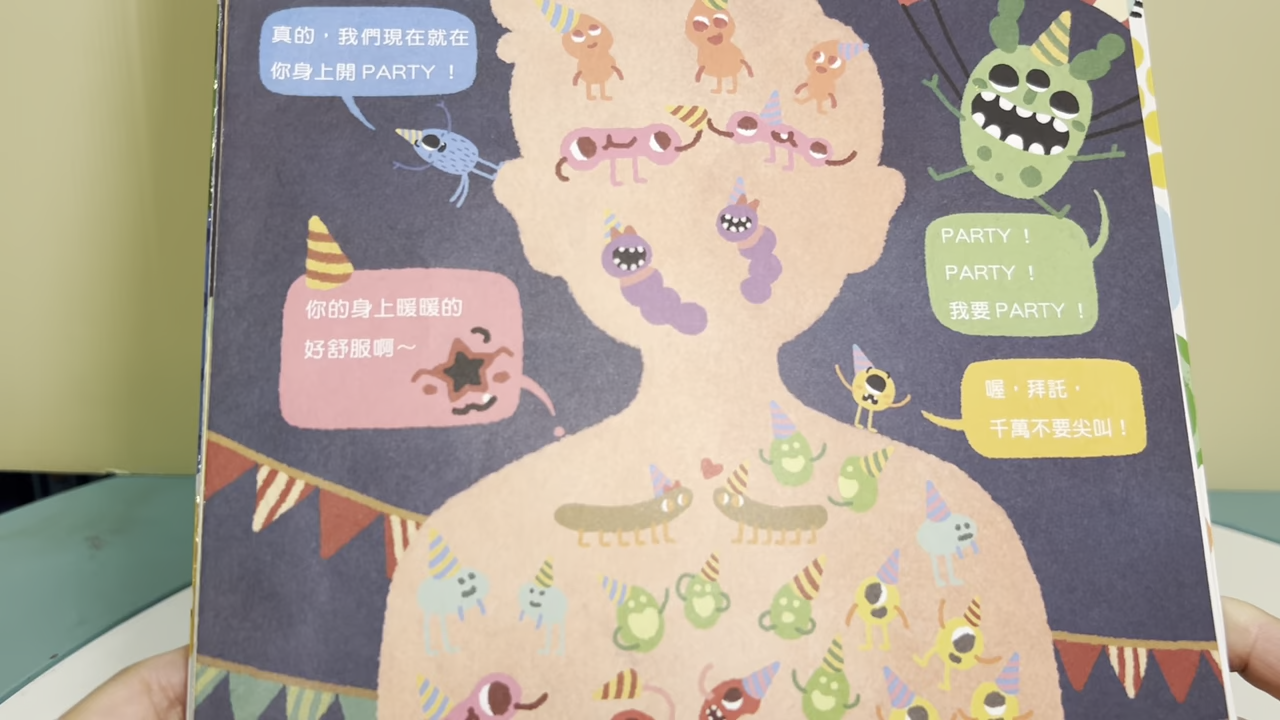 真的，我們現在就在
你身上開 PARTY！
PARTY！
PARTY！
我要 PARTY！
你的身上暖暖的
好舒服啊～
喔，拜託，
千萬不要尖叫！